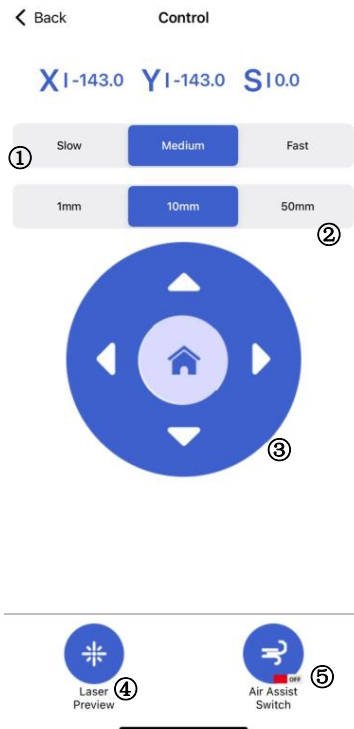 Back Control
X|-143.0 Y|-143.0 S|0.0
① Slow Medium Fast
1mm 10mm 50mm
②
③
Laser ④
Preview
OFF
Air Assist ⑤
Switch